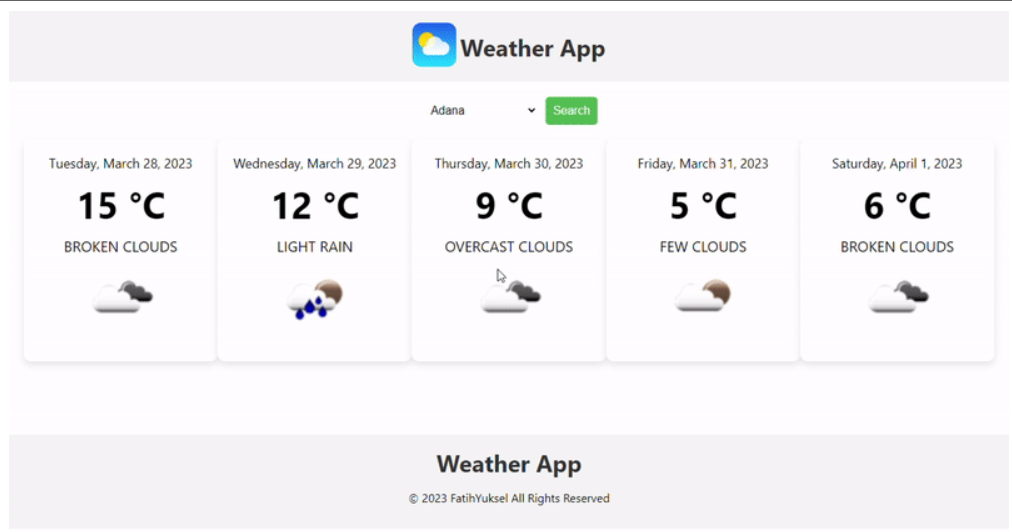 Weather App
Adana Search
Tuesday, March 28, 2023
15 °C
BROKEN CLOUDS
Wednesday, March 29, 2023
12 °C
LIGHT RAIN
Thursday, March 30, 2023
9 °C
OVERCAST CLOUDS
Friday, March 31, 2023
5 °C
FEW CLOUDS
Saturday, April 1, 2023
6 °C
BROKEN CLOUDS
Weather App
© 2023 FatihYuksel All Rights Reserved